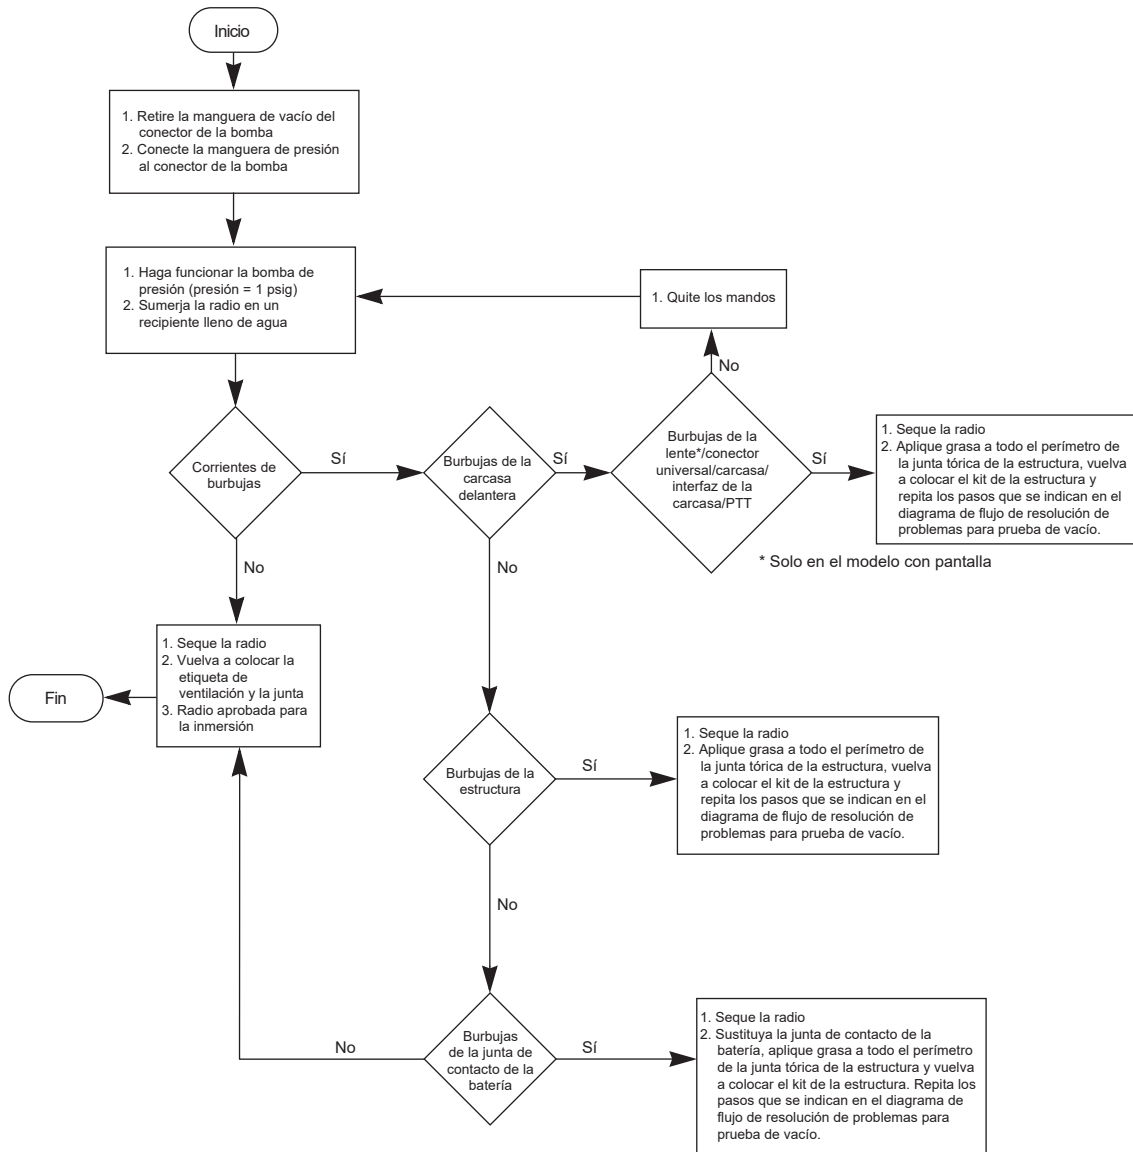 Inicio
1. Retire la manguera de vacío del
conector de la bomba
2. Conecte la manguera de presión
al conector de la bomba
1. Haga funcionar la bomba de
presión (presión = 1 psig)
2. Sumerja la radio en un
recipiente lleno de agua
1. Quite los mandos
No
Corrientes de
burbujas
Sí
Burbujas de la
carcasa
delantera
Sí
Burbujas de la
lente*/conector
universal/carcasa/
interfaz de la
carcasa/PTT
Sí
1. Seque la radio
2. Aplique grasa a todo el perímetro de
la junta tórica de la estructura, vuelva
a colocar el kit de la estructura y
repita los pasos que se indican en el
diagrama de flujo de resolución de
problemas para prueba de vacío.
* Solo en el modelo con pantalla
No
No
1. Seque la radio
2. Vuelva a colocar la
etiqueta de
ventilación y la junta
3. Radio aprobada para
la inmersión
Fin
Burbujas de la
estructura
Sí
1. Seque la radio
2. Aplique grasa a todo el perímetro de
la junta tórica de la estructura, vuelva
a colocar el kit de la estructura y
repita los pasos que se indican en el
diagrama de flujo de resolución de
problemas para prueba de vacío.
No
Burbujas
de la junta de
contacto de la
batería
No
Sí
1. Seque la radio
2. Sustituya la junta de contacto de la
batería, aplique grasa a todo el perímetro
de la junta tórica de la estructura y vuelva
a colocar el kit de la estructura. Repita los
pasos que se indican en el diagrama de
flujo de resolución de problemas para
prueba de vacío.